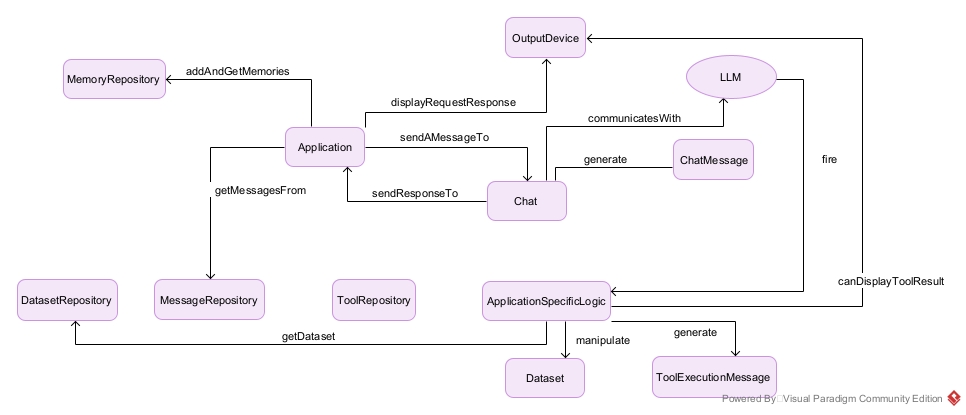 OutputDevice
MemoryRepository
addAndGetMemories
LLM
displayRequestResponse
communicatesWith
Application
sendAMessageTo
generate
ChatMessage
fire
getMessagesFrom
sendResponseTo
Chat
canDisplayToolResult
DatasetRepository
MessageRepository
ToolRepository
ApplicationSpecificLogic
getDataset
manipulate
generate
Dataset
ToolExecutionMessage
Powered By Visual Paradigm Community Edition